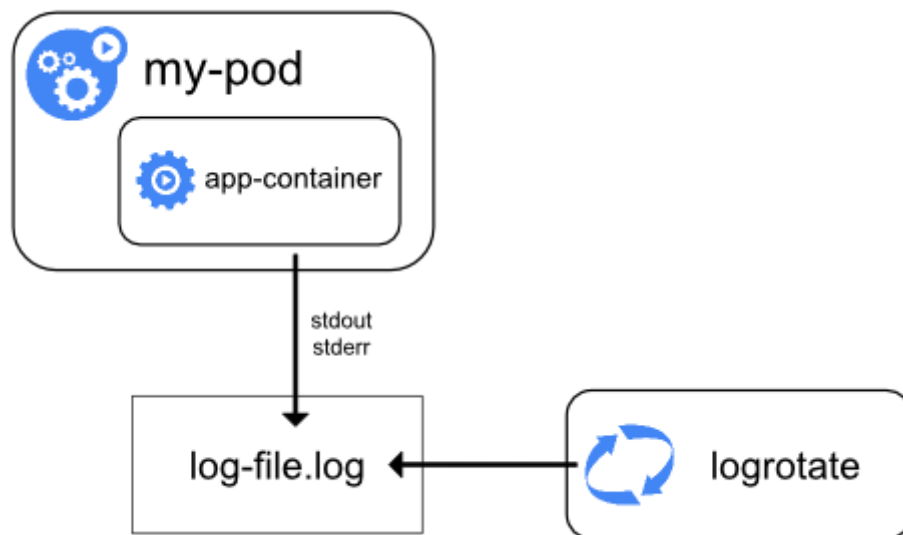 my-pod
app-container
stdout
stderr
log-file.log
logrotate